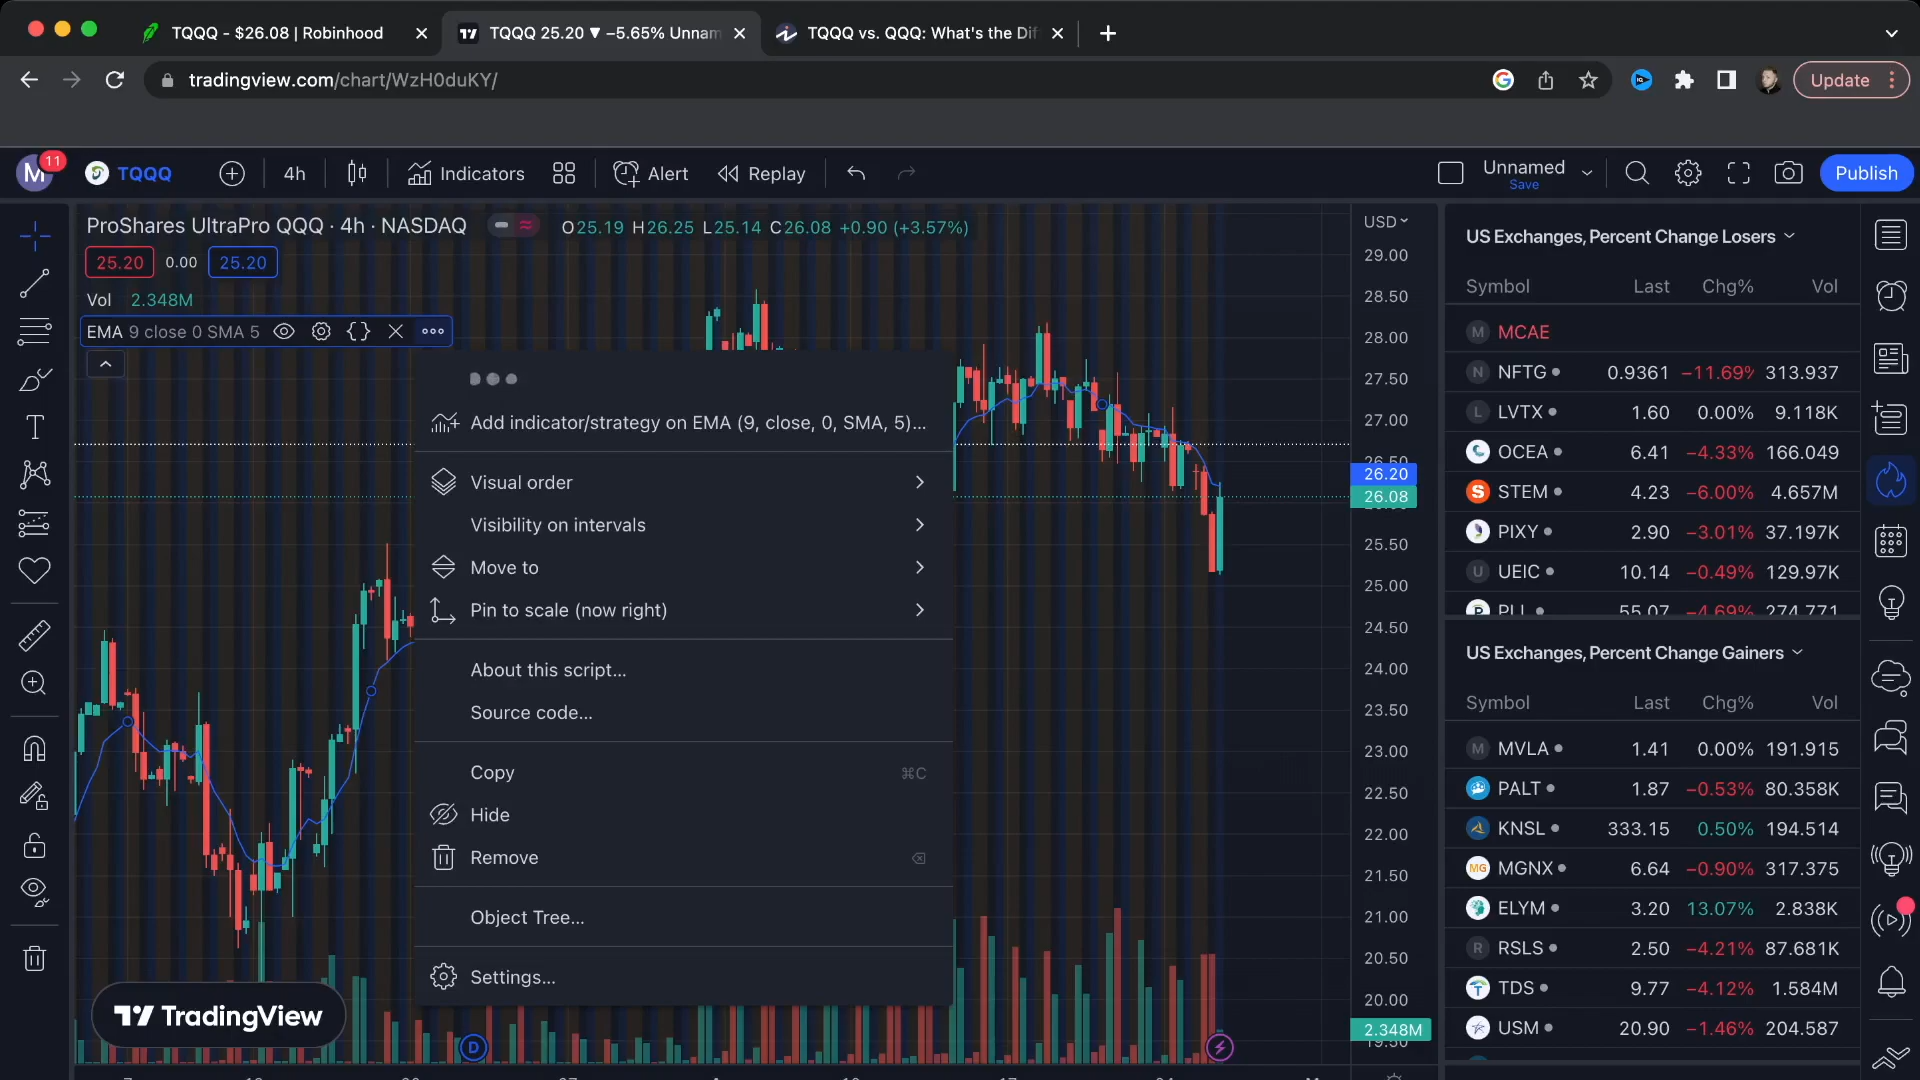 TQQQ - $26.08 | Robinhood
TQQQ 25.20 ▼ −5.65% Unnam
TQQQ vs. QQQ: What's the Dif
tradingview.com/chart/WzH0duKY/
Update
M
11
TQQQ
4h
Indicators
Alert
Replay
Unnamed
Save
Publish
ProShares UltraPro QQQ · 4h · NASDAQ
O25.19 H26.25 L25.14 C26.08 +0.90 (+3.57%)
25.20 0.00 25.20
Vol 2.348M
EMA 9 close 0 SMA 5
Add indicator/strategy on EMA (9, close, 0, SMA, 5)...
Visual order
Visibility on intervals
Move to
Pin to scale (now right)
About this script...
Source code...
Copy ⌘C
Hide
Remove
Object Tree...
Settings...
TradingView
D
USD
29.00
28.50
28.00
27.50
27.00
26.50
26.20
26.08
25.50
25.00
24.50
24.00
23.50
23.00
22.50
22.00
21.50
21.00
20.50
20.00
2.348M
19.50
US Exchanges, Percent Change Losers
Symbol Last Chg% Vol
M MCAE
N NFTG 0.9361 −11.69% 313.937
L LVTX 1.60 0.00% 9.118K
OCEA 6.41 −4.33% 166.049
S STEM 4.23 −6.00% 4.657M
PIXY 2.90 −3.01% 37.197K
U UEIC 10.14 −0.49% 129.97K
PLL 55.07 −4.69% 274.771
US Exchanges, Percent Change Gainers
Symbol Last Chg% Vol
M MVLA 1.41 0.00% 191.915
PALT 1.87 −0.53% 80.358K
KNSL 333.15 0.50% 194.514
MG MGNX 6.64 −0.90% 317.375
ELYM 3.20 13.07% 2.838K
R RSLS 2.50 −4.21% 87.681K
TDS 9.77 −4.12% 1.584M
USM 20.90 −1.46% 204.587